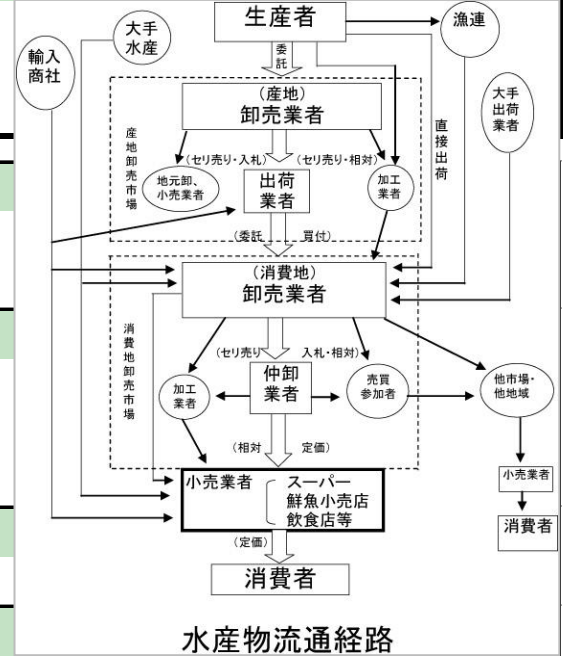 生産者
漁連
大手
水産
輸入
商社
委
託
(産地)
卸売業者
大手
出荷
業者
産地卸売市場
直接出荷
(セリ売り・入札)
(セリ売り・相対)
地元卸、
小売業者
出荷
業者
加工
業者
(委託
買付)
(消費地)
卸売業者
消費地卸売市場
(セリ売り
入札・相対)
加工
業者
仲卸
業者
売買
参加者
他市場・
他地域
(相対
定価)
小売業者
スーパー
鮮魚小売店
飲食店等
小売業者
消費者
(定価)
消費者
水産物流通経路